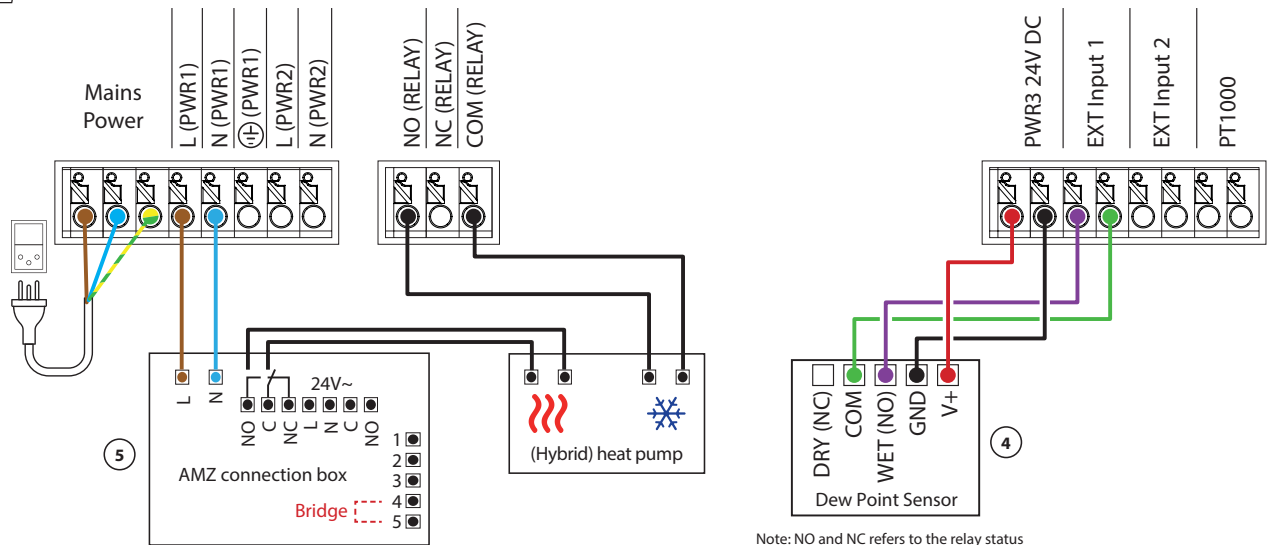 Mains
Power
L (PWR1)
N (PWR1)
(PWR1)
L (PWR2)
N (PWR2)
NO (RELAY)
NC (RELAY)
COM (RELAY)
PWR3 24V DC
EXT Input 1
EXT Input 2
PT1000
L
N
24V~
NO
C
NC
L
N
C
NO
1
2
3
4
5
5
AMZ connection box
Bridge
(Hybrid) heat pump
DRY (NC)
COM
WET (NO)
GND
V+
4
Dew Point Sensor
Note: NO and NC refers to the relay status